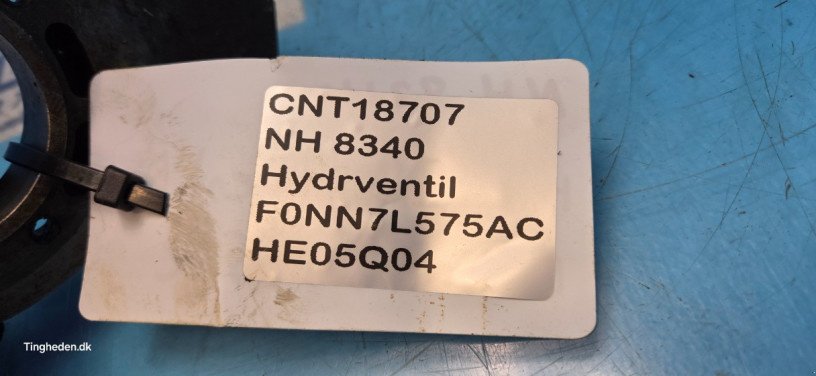 CNT18707
NH 8340
Hydrventil
F0NN7L575AC
HE05Q04
Tingheden.dk